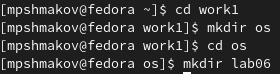 [mpshmakov@fedora ~]$ cd work1
[mpshmakov@fedora work1]$ mkdir os
[mpshmakov@fedora work1]$ cd os
[mpshmakov@fedora os]$ mkdir lab06